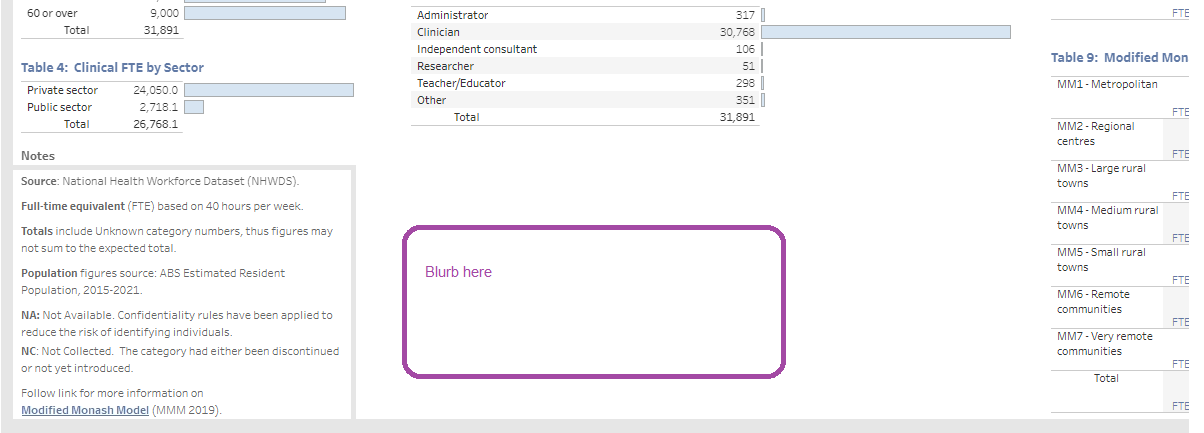 60 or over 9,000
Total 31,891
Table 4: Clinical FTE by Sector
Private sector 24,050.0
Public sector 2,718.1
Total 26,768.1
Notes
Source: National Health Workforce Dataset (NHWDS).
Full-time equivalent (FTE) based on 40 hours per week.
Totals include Unknown category numbers, thus figures may
not sum to the expected total.
Population figures source: ABS Estimated Resident
Population, 2015-2021.
NA: Not Available. Confidentiality rules have been applied to
reduce the risk of identifying individuals.
NC: Not Collected. The category had either been discontinued
or not yet introduced.
Follow link for more information on
Modified Monash Model (MMM 2019).
Administrator 317
Clinician 30,768
Independent consultant 106
Researcher 51
Teacher/Educator 298
Other 351
Total 31,891
Blurb here
FTE
Table 9: Modified Mon
MM1 - Metropolitan
FTE
MM2 - Regional
centres
FTE
MM3 - Large rural
towns
FTE
MM4 - Medium rural
towns
FTE
MM5 - Small rural
towns
FTE
MM6 - Remote
communities
FTE
MM7 - Very remote
communities
FTE
Total
FTE